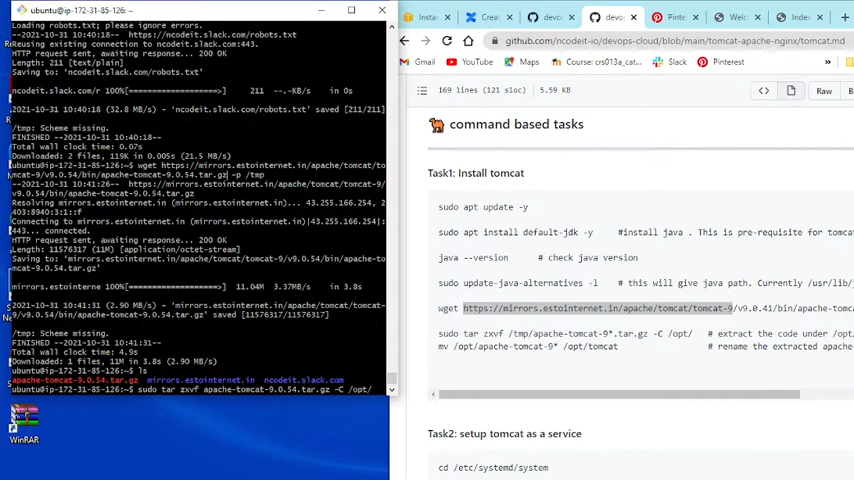 ubuntu@ip-172-31-85-126: ~
Loading robots.txt; please ignore errors.
--2021-10-31 10:40:18-- https://ncodeit.slack.com/robots.txt
Reusing existing connection to ncodeit.slack.com:443.
HTTP request sent, awaiting response... 200 OK
Length: 211 [text/plain]
Saving to: ‘ncodeit.slack.com/robots.txt’
ncodeit.slack.com/r 100%[===================>] 211 --.-KB/s in 0s
2021-10-31 10:40:18 (32.8 MB/s) - ‘ncodeit.slack.com/robots.txt’ saved [211/211]
/tmp: Scheme missing.
FINISHED --2021-10-31 10:40:18--
Total wall clock time: 0.07s
Downloaded: 2 files, 119K in 0.005s (21.5 MB/s)
ubuntu@ip-172-31-85-126:~$ wget https://mirrors.estointernet.in/apache/tomcat/to
mcat-9/v9.0.54/bin/apache-tomcat-9.0.54.tar.gz -p /tmp
--2021-10-31 10:41:26-- https://mirrors.estointernet.in/apache/tomcat/tomcat-9/
v9.0.54/bin/apache-tomcat-9.0.54.tar.gz
Resolving mirrors.estointernet.in (mirrors.estointernet.in)... 43.255.166.254, 2
403:8940:3:1::f
Connecting to mirrors.estointernet.in (mirrors.estointernet.in)|43.255.166.254|:
443... connected.
HTTP request sent, awaiting response... 200 OK
Length: 11576317 (11M) [application/octet-stream]
Saving to: ‘mirrors.estointernet.in/apache/tomcat/tomcat-9/v9.0.54/bin/apache-to
mcat-9.0.54.tar.gz’
mirrors.estointerne 100%[===================>] 11.04M 3.37MB/s in 3.8s
2021-10-31 10:41:31 (2.90 MB/s) - ‘mirrors.estointernet.in/apache/tomcat/tomcat-
9/v9.0.54/bin/apache-tomcat-9.0.54.tar.gz’ saved [11576317/11576317]
/tmp: Scheme missing.
FINISHED --2021-10-31 10:41:31--
Total wall clock time: 4.9s
Downloaded: 1 files, 11M in 3.8s (2.90 MB/s)
ubuntu@ip-172-31-85-126:~$ ls
apache-tomcat-9.0.54.tar.gz mirrors.estointernet.in ncodeit.slack.com
ubuntu@ip-172-31-85-126:~$ sudo tar zxvf apache-tomcat-9.0.54.tar.gz -C /opt/
WinRAR
Instanc
Creat
devop
devop
Pinte
Welco
Index
github.com/ncodeit-io/devops-cloud/blob/main/tomcat-apache-nginx/tomcat.md
Gmail YouTube Maps Course: crs013a_cat... Slack Pinterest »
169 lines (121 sloc) 5.59 KB
Raw
command based tasks
Task1: Install tomcat
sudo apt update -y
sudo apt install default-jdk -y #install java . This is pre-requisite for tomca
java --version # check java version
sudo update-java-alternatives -l # this will give java path. Currently /usr/lib/j
wget https://mirrors.estointernet.in/apache/tomcat/tomcat-9/v9.0.41/bin/apache-tom
sudo tar zxvf /tmp/apache-tomcat-9*.tar.gz -C /opt/ # extract the code under /opt/
mv /opt/apache-tomcat-9* /opt/tomcat # rename the extracted apache-
Task2: setup tomcat as a service
cd /etc/systemd/system